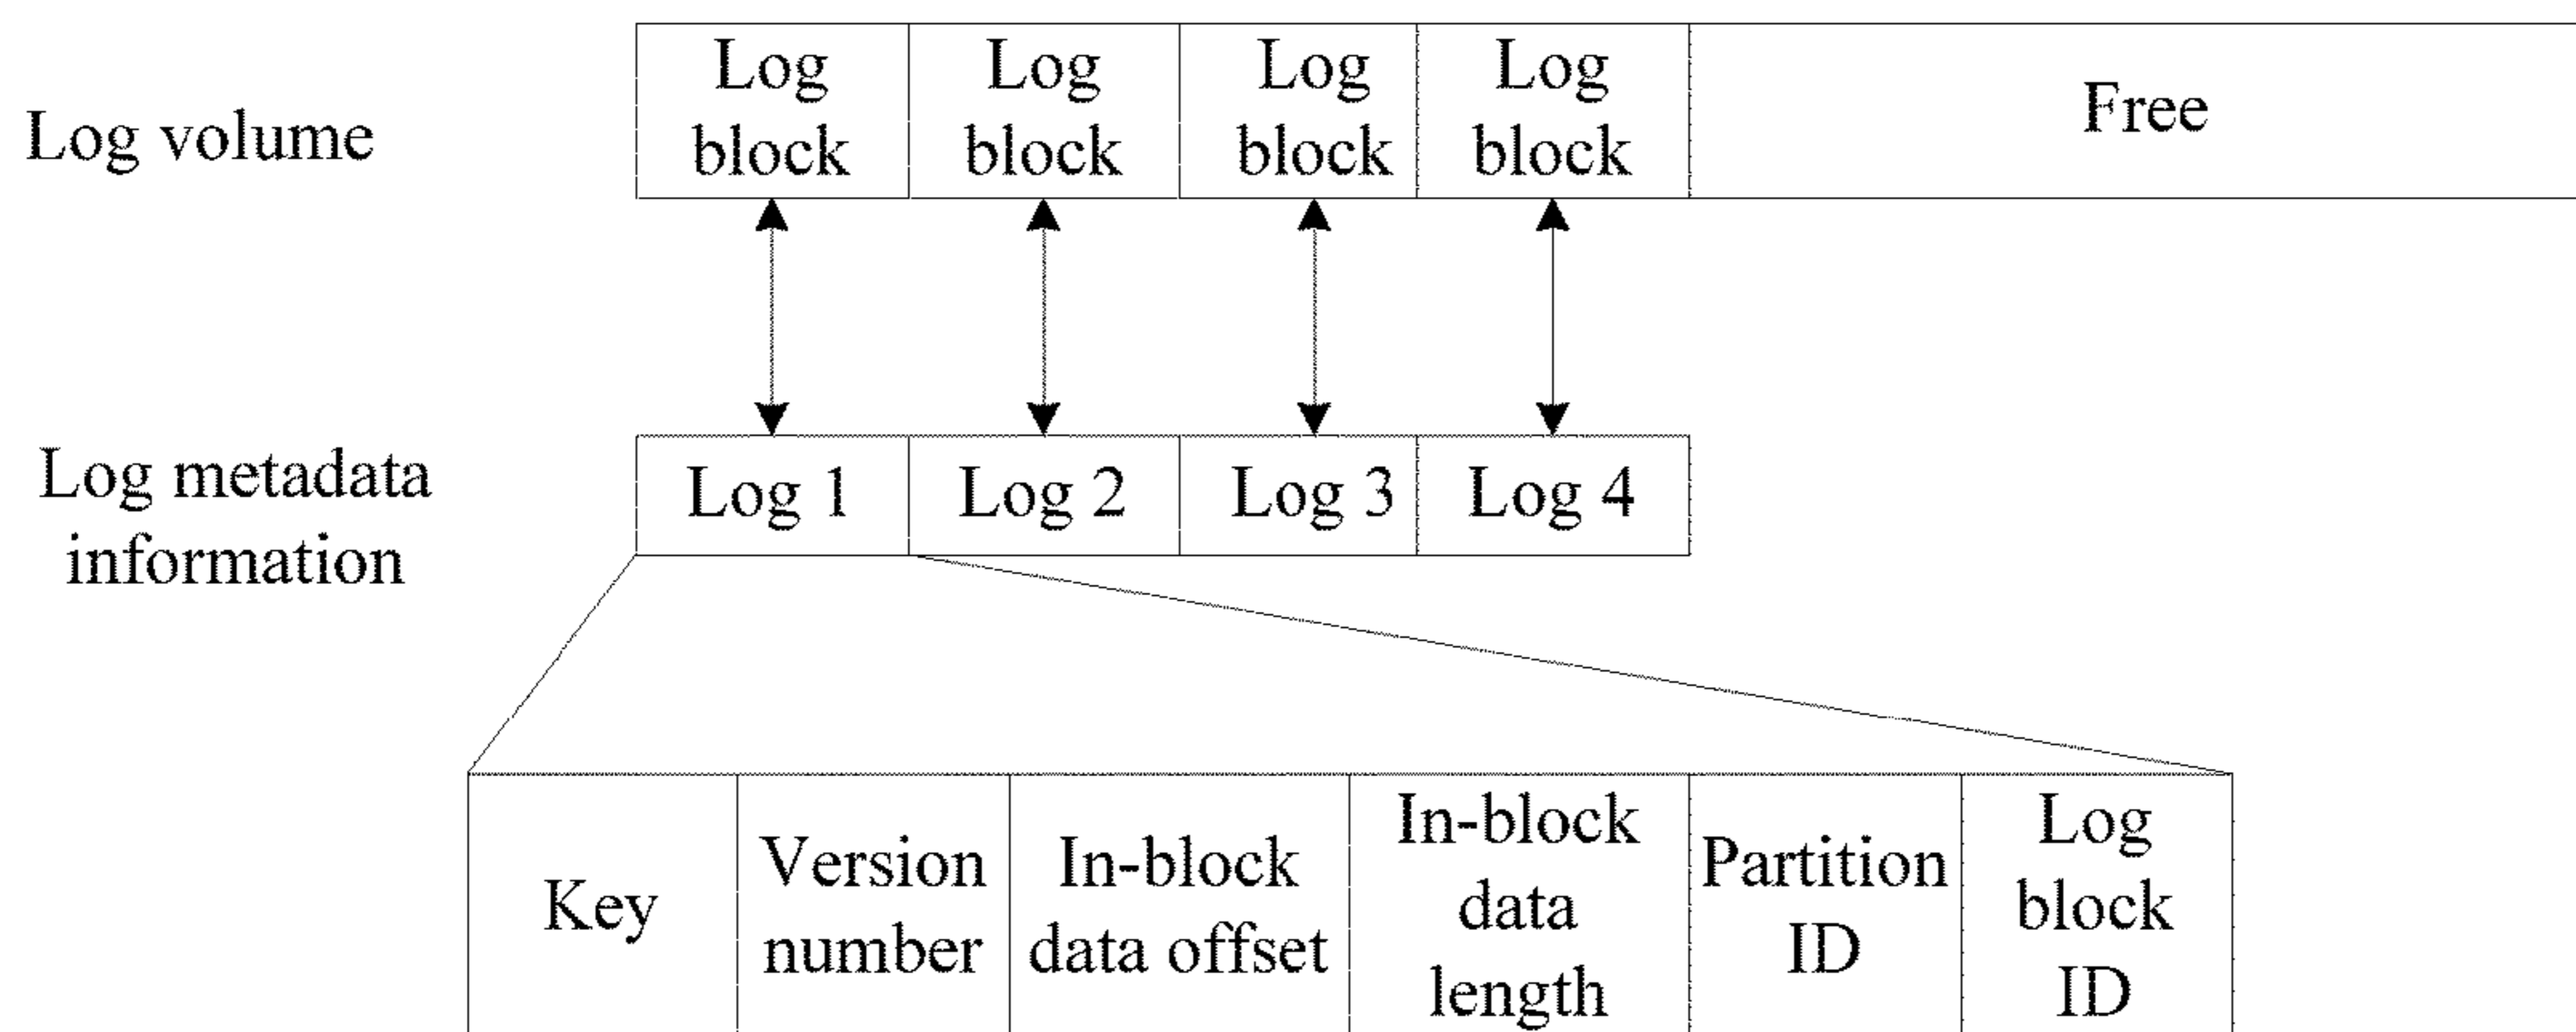 Log volume
Log
block
Log
block
Log
block
Log
block
Free
Log metadata
information
Log 1
Log 2
Log 3
Log 4
Key
Version
number
In-block
data offset
In-block
data
length
Partition
ID
Log
block
ID